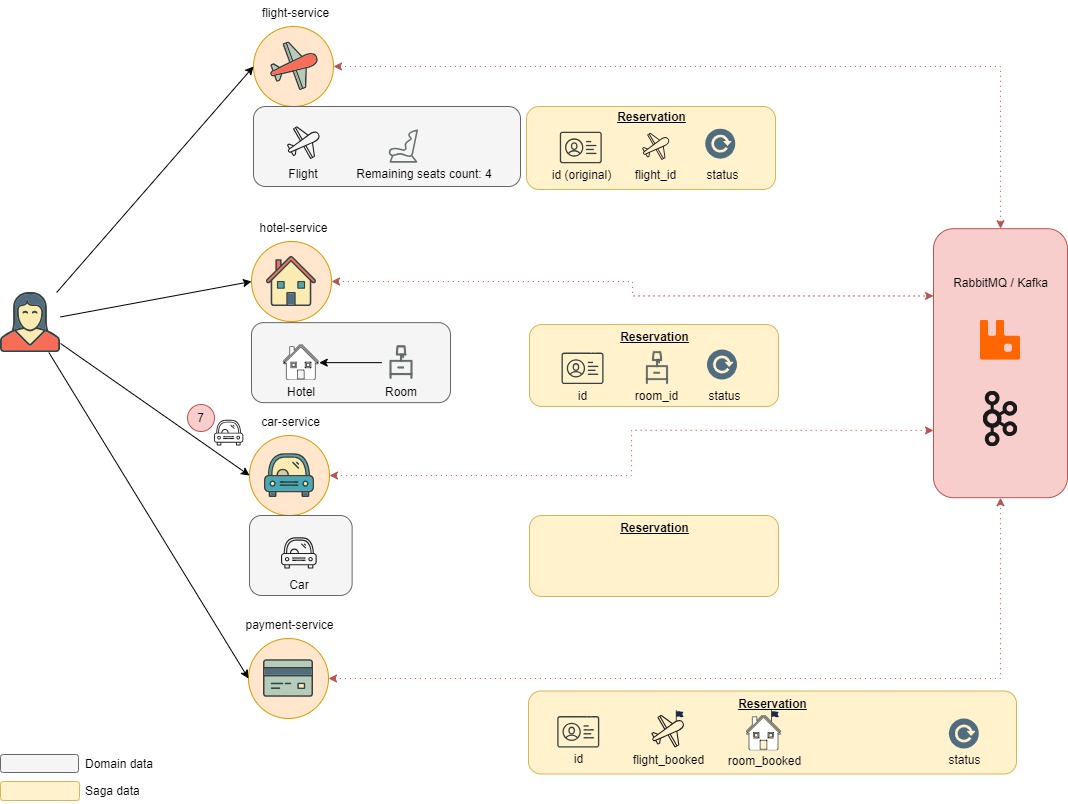 flight-service
Flight
Remaining seats count: 4
Reservation
id (original)
flight_id
status
hotel-service
Hotel
Room
Reservation
id
room_id
status
RabbitMQ / Kafka
7
car-service
Car
Reservation
payment-service
Reservation
id
flight_booked
room_booked
status
Domain data
Saga data